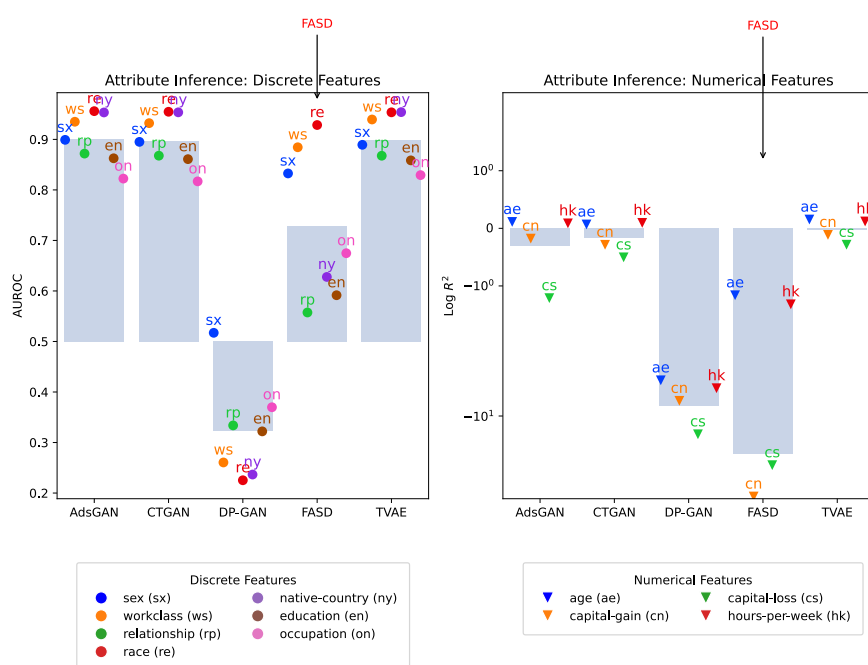 FASD
FASD
Attribute Inference: Discrete Features
Attribute Inference: Numerical Features
AUROC
0.9
0.8
0.7
0.6
0.5
0.4
0.3
0.2
sx
ws
rp
re
ny
en
on
sx
ws
rp
re
ny
en
on
sx
ws
rp
re
ny
en
on
sx
ws
rp
re
ny
en
on
sx
ws
rp
re
ny
en
on
AdsGAN
CTGAN
DP-GAN
FASD
TVAE
Log R²
10⁰
0
−10⁰
−10¹
ae
cn
cs
hk
ae
cn
cs
hk
ae
cn
cs
hk
ae
cn
cs
hk
ae
cn
cs
hk
AdsGAN
CTGAN
DP-GAN
FASD
TVAE
Discrete Features
sex (sx)
workclass (ws)
relationship (rp)
race (re)
native-country (ny)
education (en)
occupation (on)
Numerical Features
age (ae)
capital-gain (cn)
capital-loss (cs)
hours-per-week (hk)